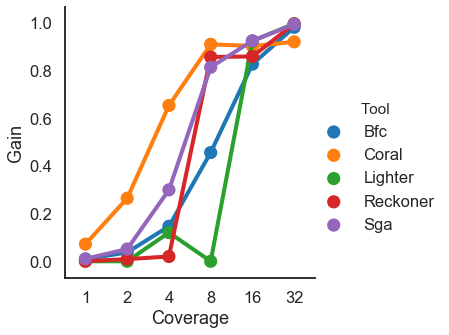 1.0
0.8
0.6
0.4
0.2
0.0
Gain
1 2 4 8 16 32
Coverage
Tool
Bfc
Coral
Lighter
Reckoner
Sga